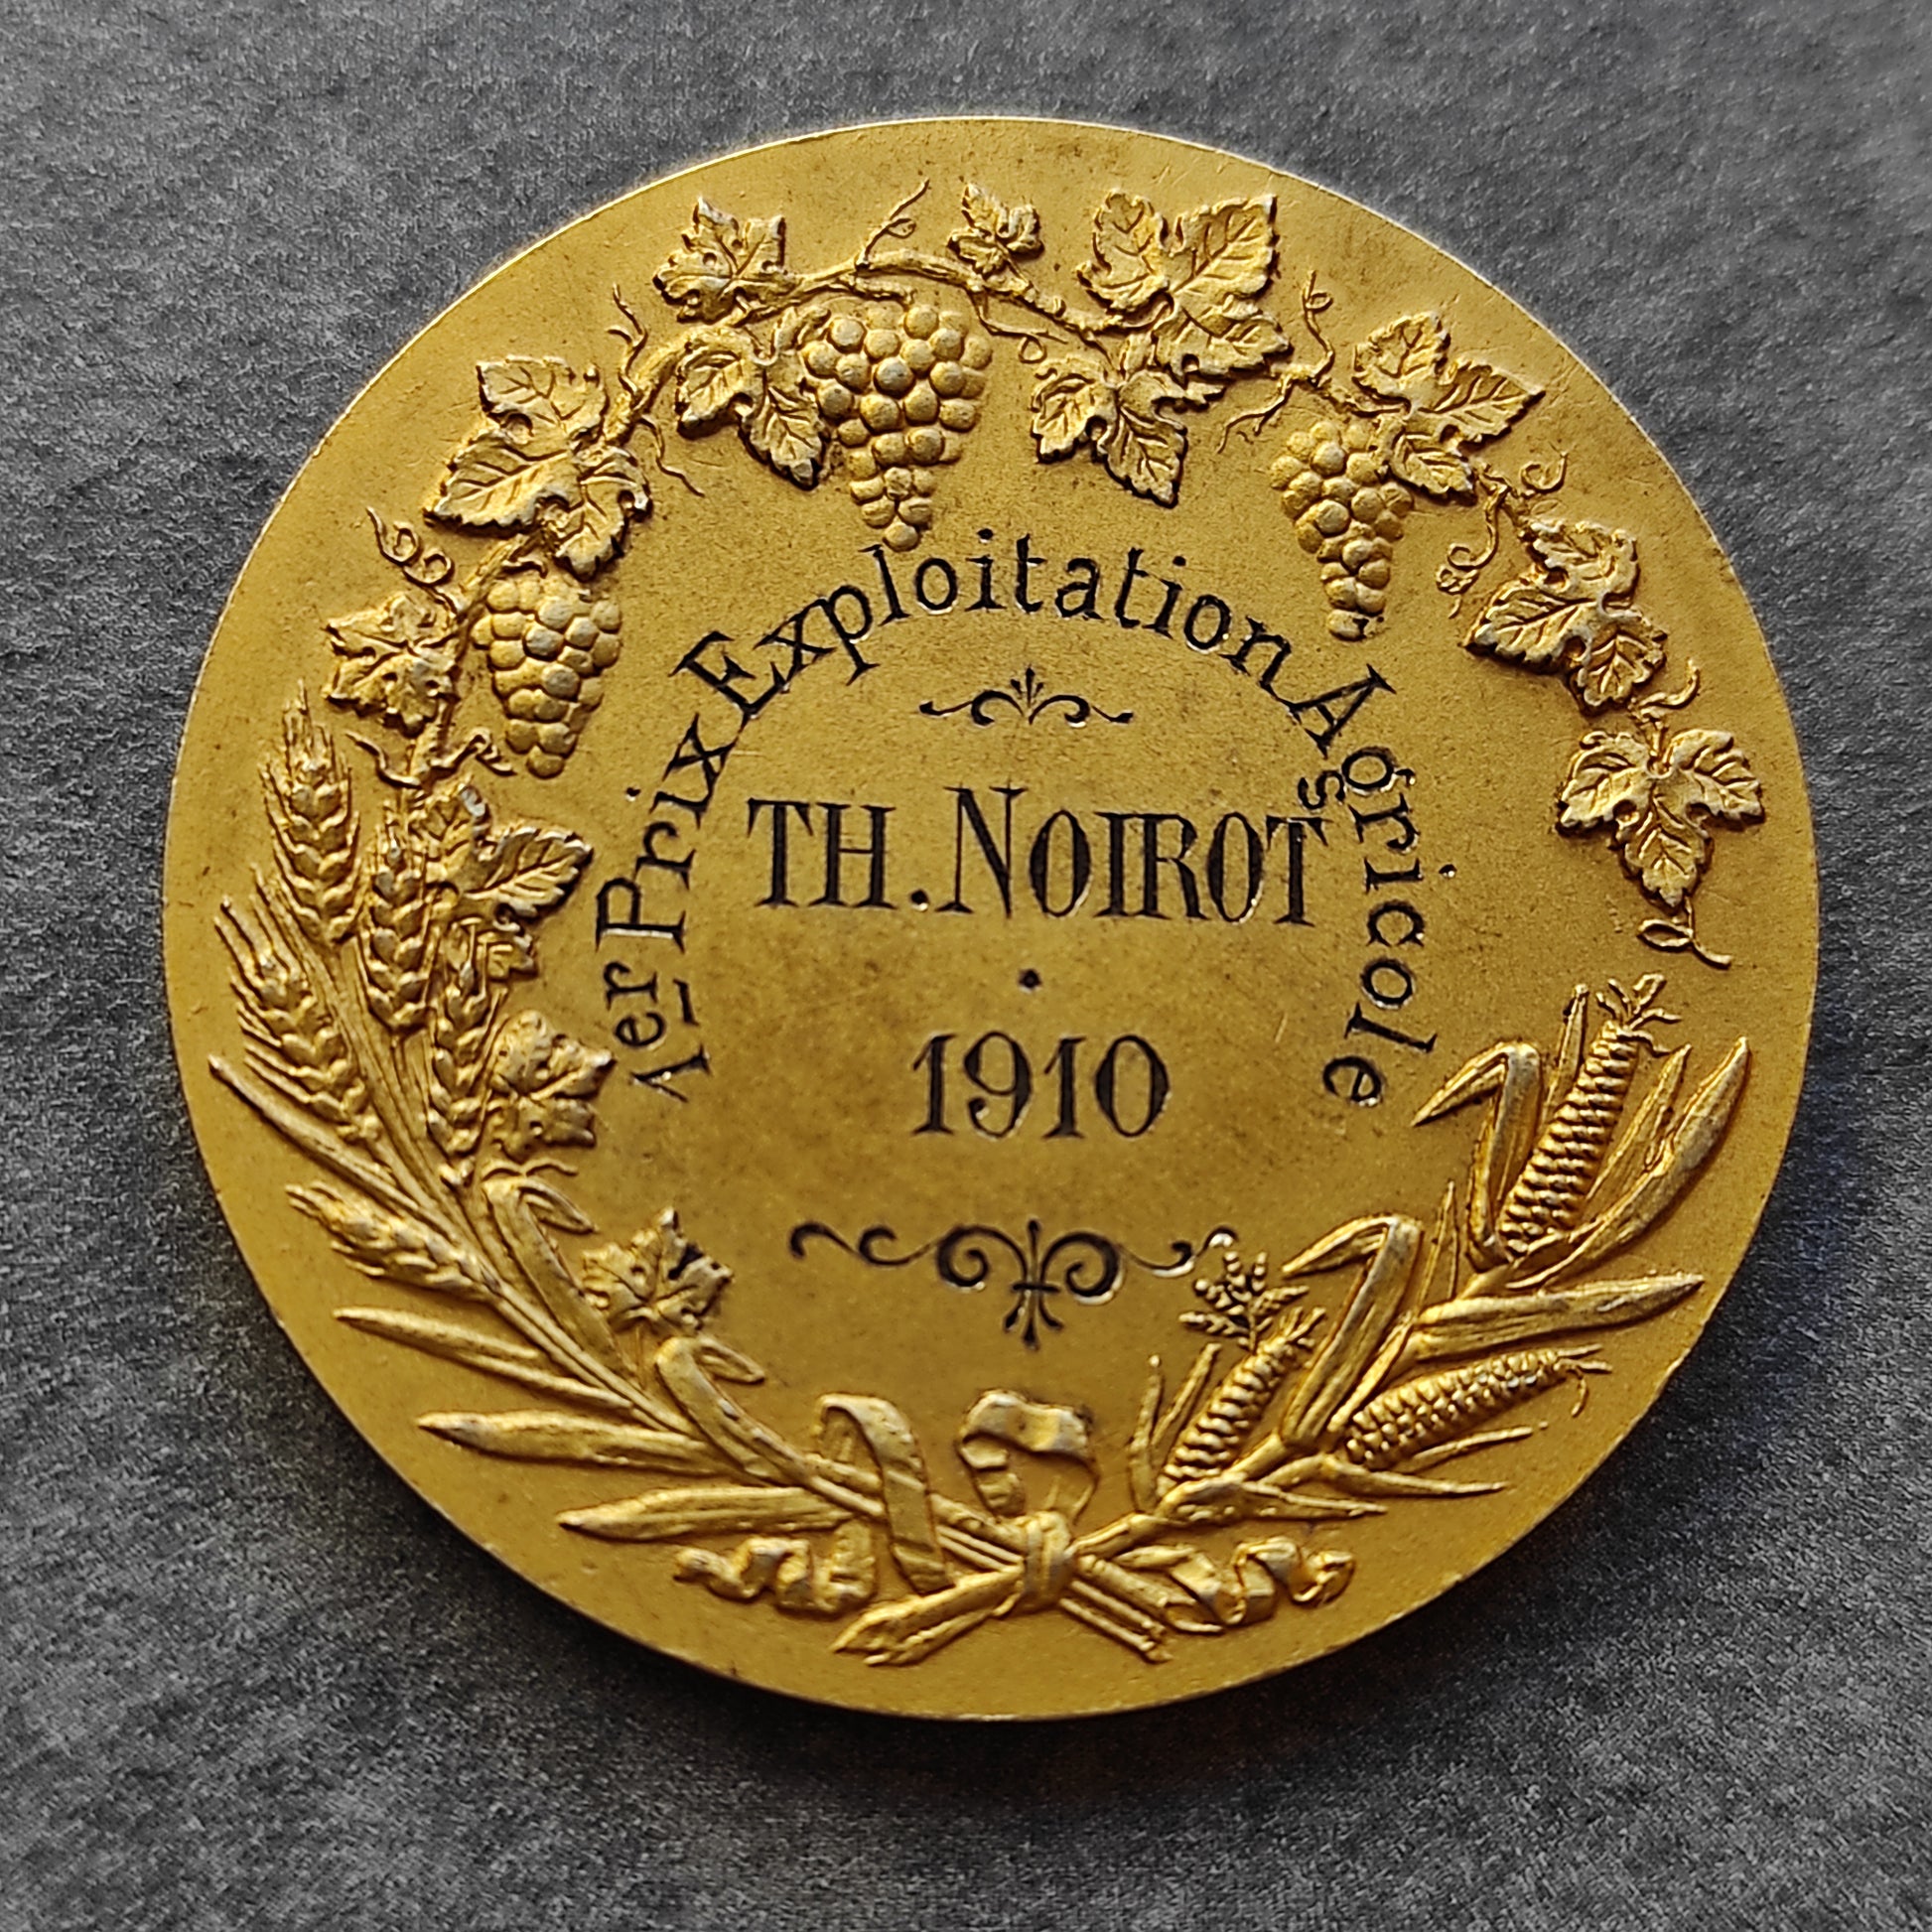 1er Prix Exploitation Agricole
TH. NOIROT
1910